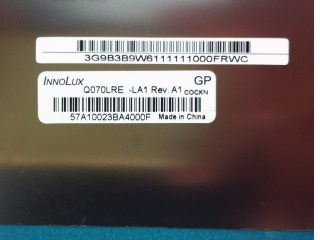 3G9B3B9W6111111000FRWC
INNOLUX GP
Q070LRE -LA1 Rev. A1 COCKN
57A10023BA4000F Made in China